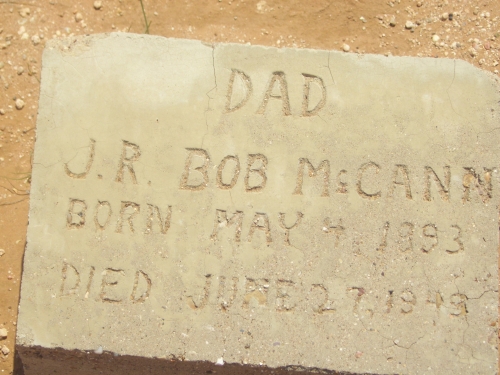 DAD
J.R. BOB McCANN
BORN MAY 4, 1893
DIED JUNE 27, 1949